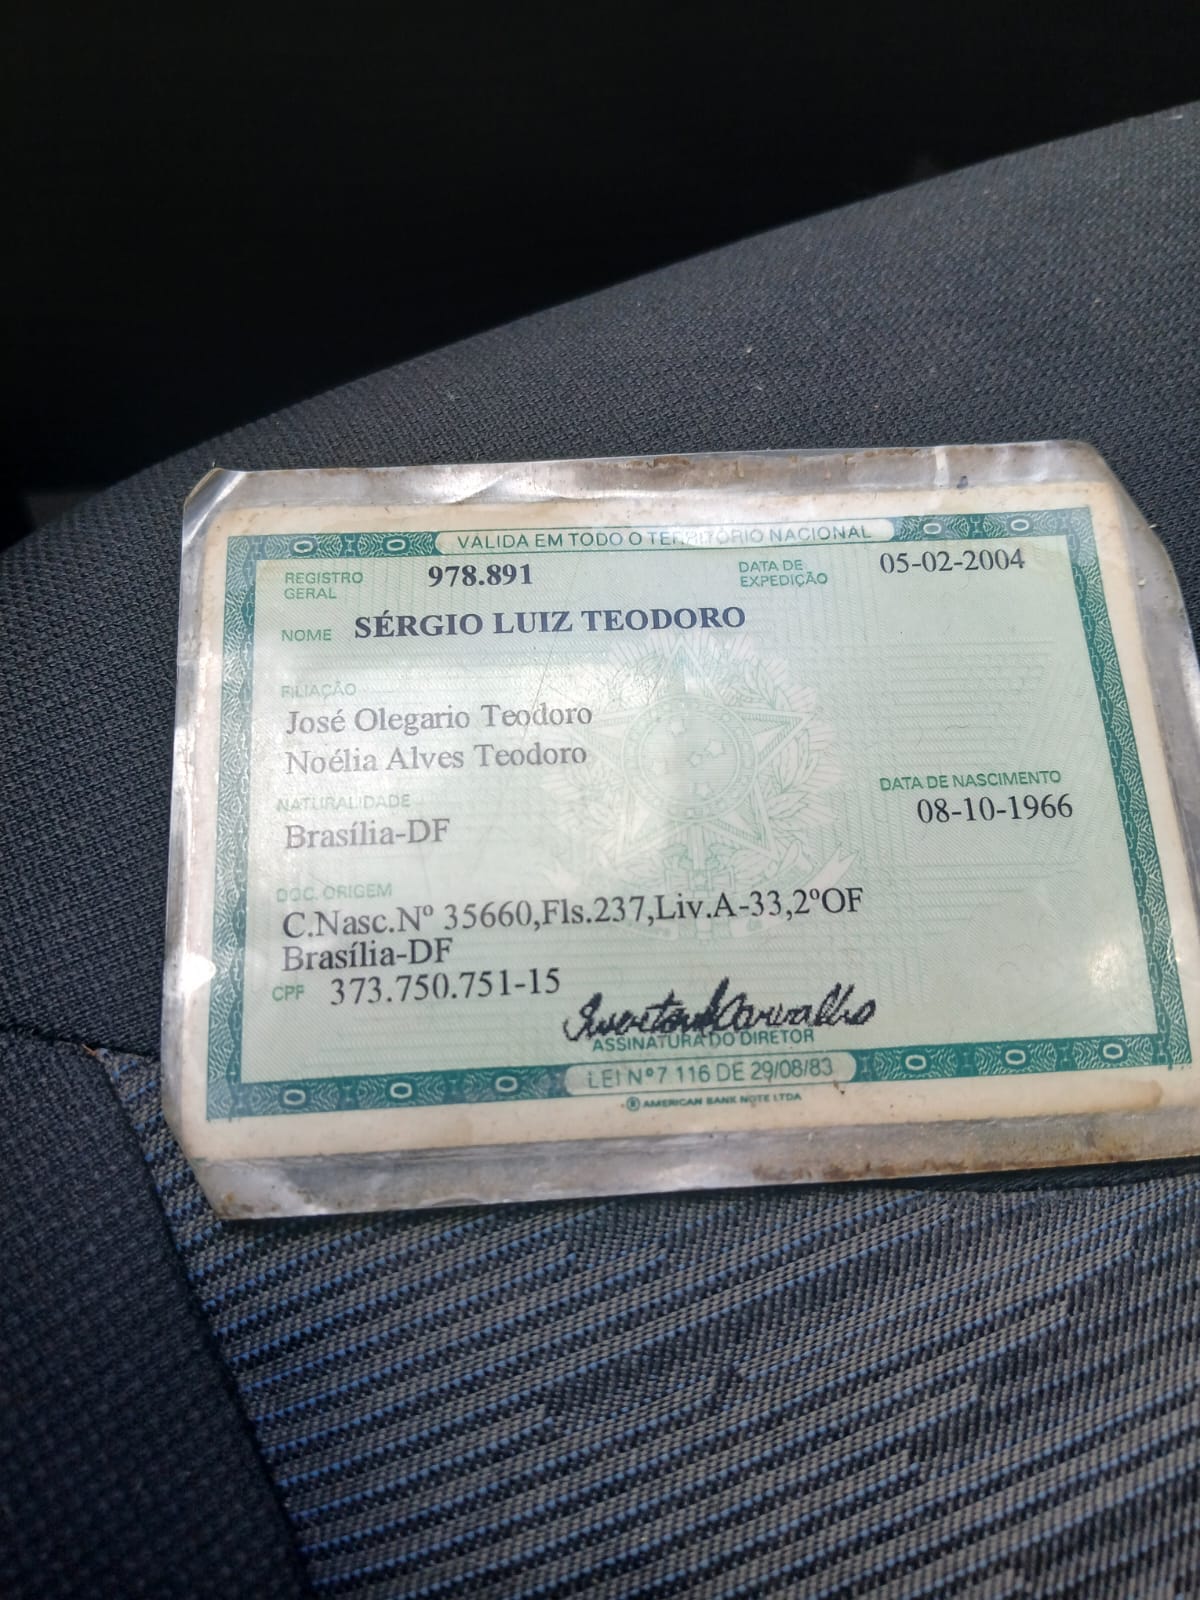 VÁLIDA EM TODO O TERRITÓRIO NACIONAL
REGISTRO GERAL 978.891 DATA DE EXPEDIÇÃO 05-02-2004
NOME SÉRGIO LUIZ TEODORO
FILIAÇÃO
José Olegario Teodoro
Noélia Alves Teodoro
NATURALIDADE
Brasília-DF
DATA DE NASCIMENTO
08-10-1966
DOC. ORIGEM
C.Nasc.Nº 35660,Fls.237,Liv.A-33,2ºOF
Brasília-DF
CPF 373.750.751-15
ASSINATURA DO DIRETOR
LEI Nº 7 116 DE 29/08/83
AMERICAN BANK NOTE LTDA